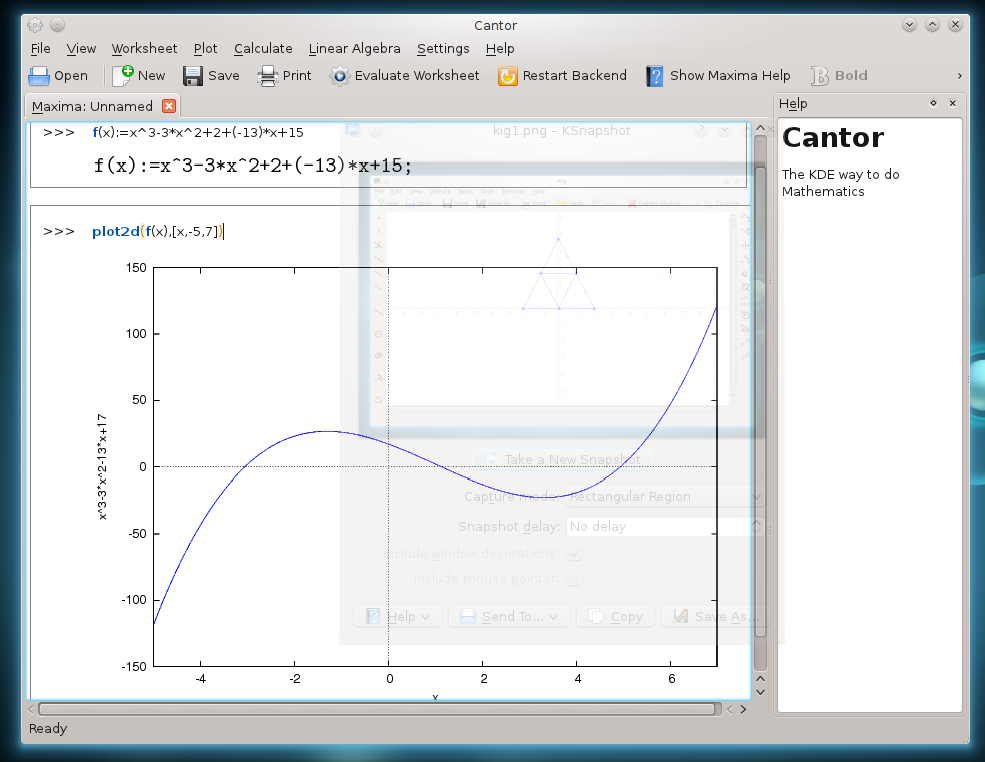 Cantor
File View Worksheet Plot Calculate Linear Algebra Settings Help
Open New Save Print Evaluate Worksheet Restart Backend Show Maxima Help Bold
Maxima: Unnamed
Help
>>> f(x):=x^3-3*x^2+2+(-13)*x+15
kig1.png – KSnapshot
f(x):=x^3-3*x^2+2+(-13)*x+15;
Cantor
The KDE way to do
Mathematics
>>> plot2d(f(x),[x,-5,7])
150
100
50
0
-50
-100
-150
x^3-3*x^2-13*x+17
-4 -2 0 2 4 6
x
Take a New Snapshot
Capture mode: Rectangular Region
Snapshot delay: No delay
Include window decorations:
Include mouse pointer:
Help Send To... Copy Save As...
Ready